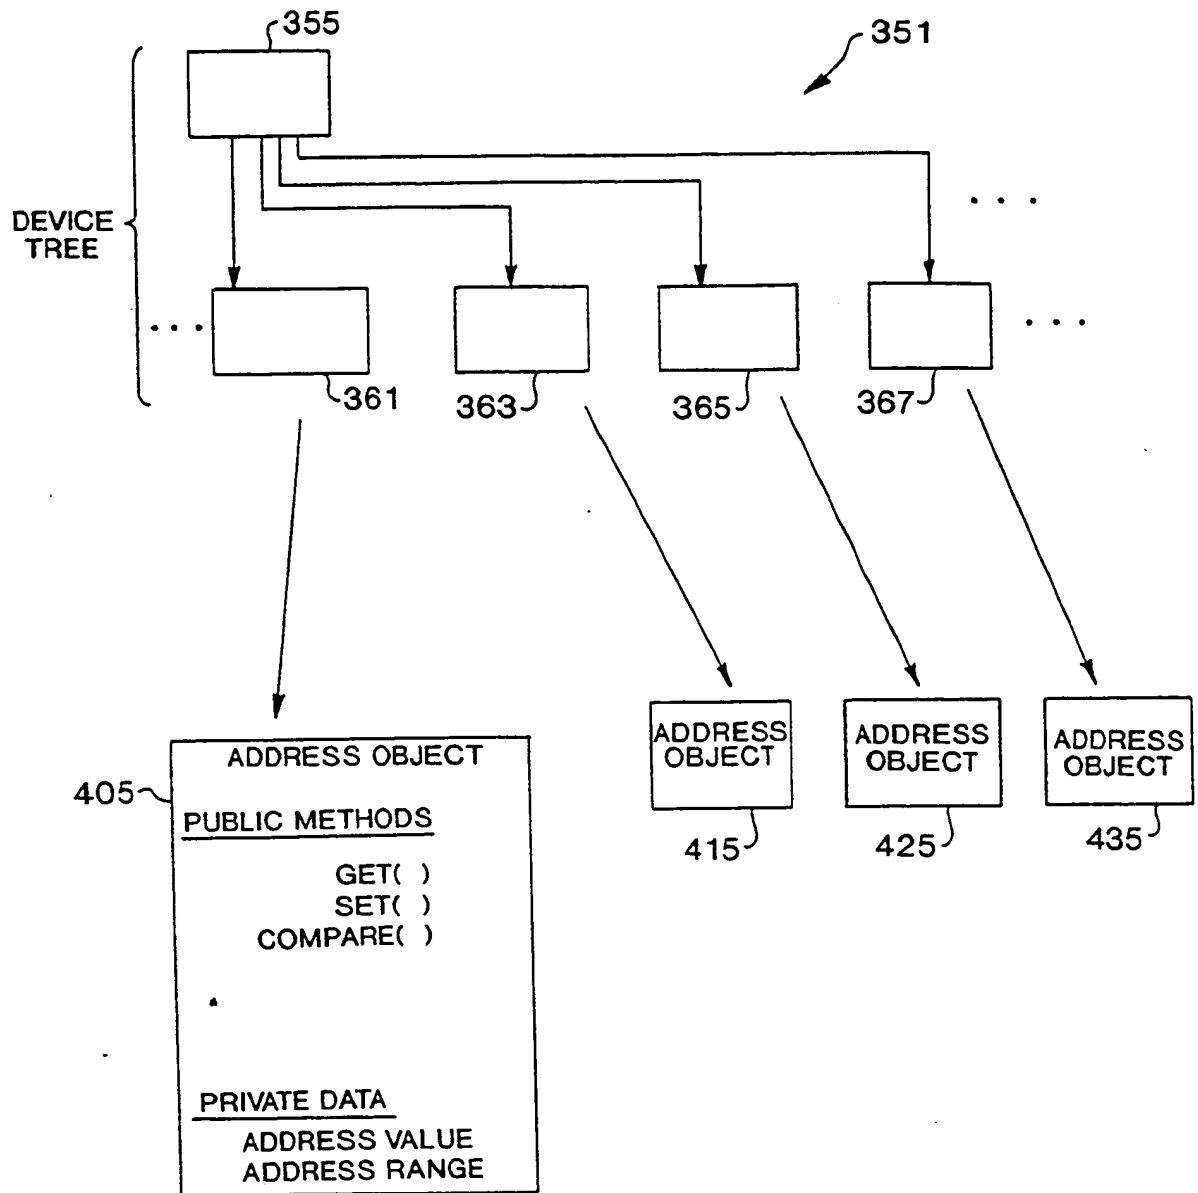 355
351
DEVICE
TREE
. . .
. . .
. . .
361
363
365
367
ADDRESS OBJECT
405
PUBLIC METHODS
GET( )
SET( )
COMPARE( )
PRIVATE DATA
ADDRESS VALUE
ADDRESS RANGE
ADDRESS
OBJECT
415
ADDRESS
OBJECT
425
ADDRESS
OBJECT
435